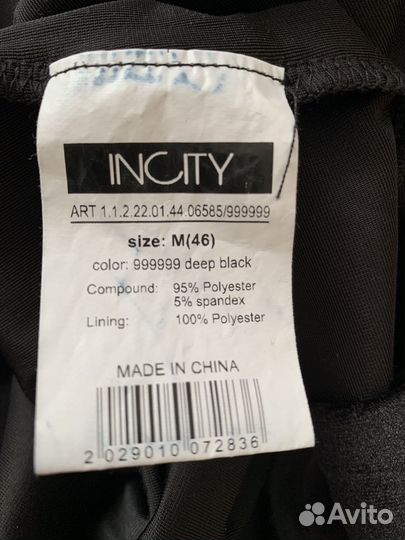 INCITY
ART 1.1.2.22.01.44.06585/999999
size: M(46)
color: 999999 deep black
Compound: 95% Polyester
5% spandex
Lining: 100% Polyester
MADE IN CHINA
2 029010 072836
Avito